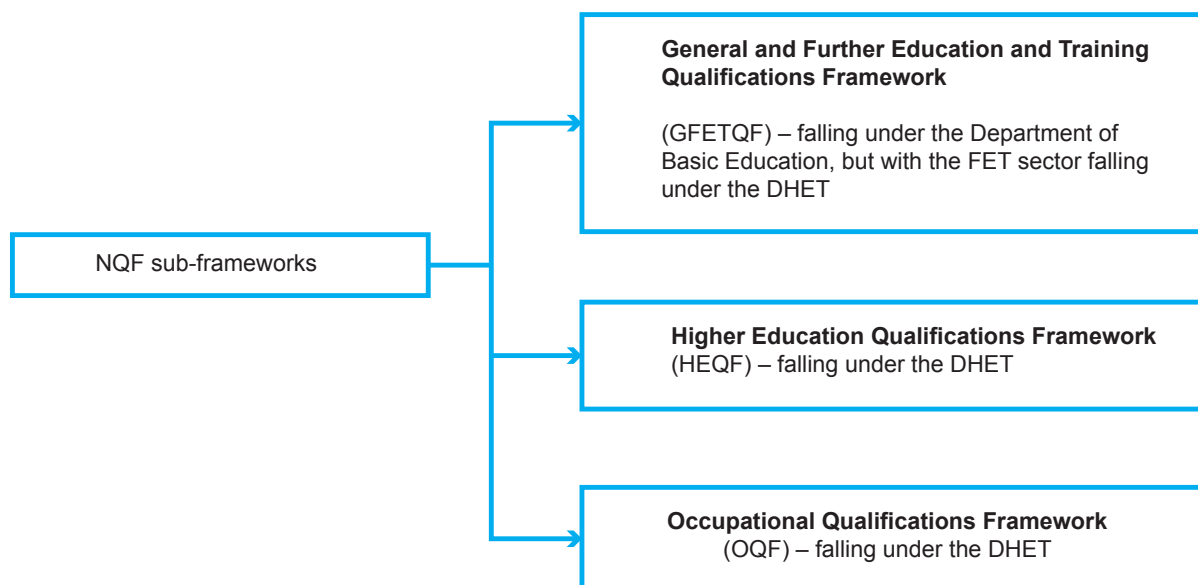 General and Further Education and Training
Qualifications Framework
(GFETQF) – falling under the Department of
Basic Education, but with the FET sector falling
under the DHET
NQF sub-frameworks
Higher Education Qualifications Framework
(HEQF) – falling under the DHET
Occupational Qualifications Framework
(OQF) – falling under the DHET